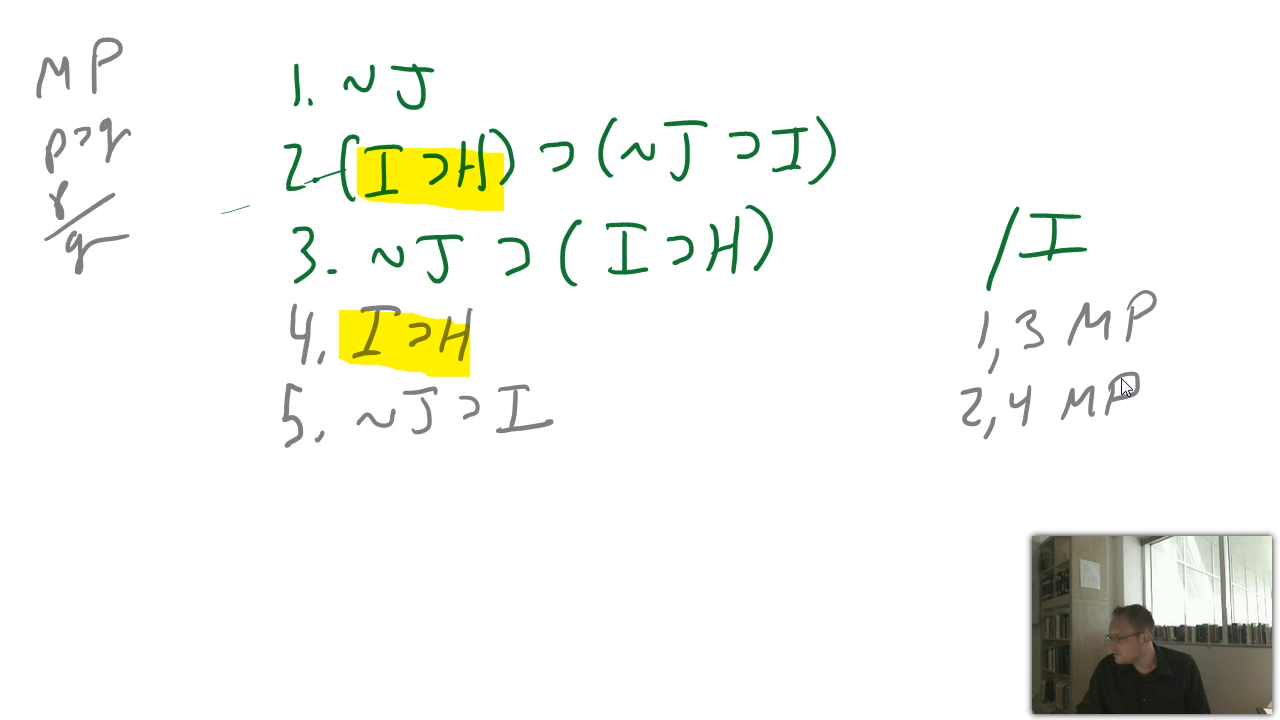 MP
p⊃q
p
/q
1. ~J
2. (I⊃H) ⊃ (~J⊃I)
3. ~J ⊃ (I⊃H) /I
4. I⊃H 1,3 MP
5. ~J⊃I 2,4 MP